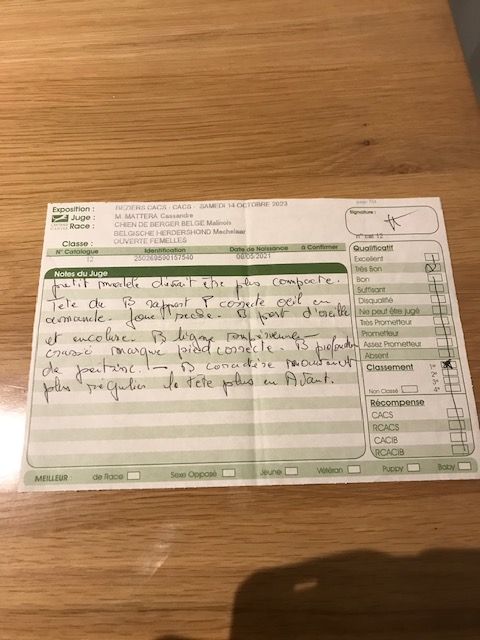 Exposition : BEZIERS CACS - CACS - SAMEDI 14 OCTOBRE 2023
Juge : M. MATTERA Cassandre
Race : CHIEN DE BERGER BELGE Malinois
BELGISCHE HERDERSHOND Mechelaar
Classe : OUVERTE FEMELLES
N° Catalogue Identification Date de Naissance à Confirmer
12 250269590157540 08/05/2021
Signature :
n° cat 12
Notes du Juge
petit modèle devrait être plus compacte.
Tête de B rapport P correcte oeil en
amande. Joue B port d'oreille
et encolure. B ligne
masque pied correcte. B
de poitrine. - B caractère mouvement
plus régulier la tête plus en Avant.
Qualificatif
Excellent
Très Bon
Bon
Suffisant
Disqualifié
Ne peut être jugé
Très Prometteur
Prometteur
Assez Prometteur
Absent
Classement
Non Classé
Récompense
CACS
RCACS
CACIB
RCACIB
MEILLEUR de Race Sexe Opposé Jeune Vétéran Puppy Baby